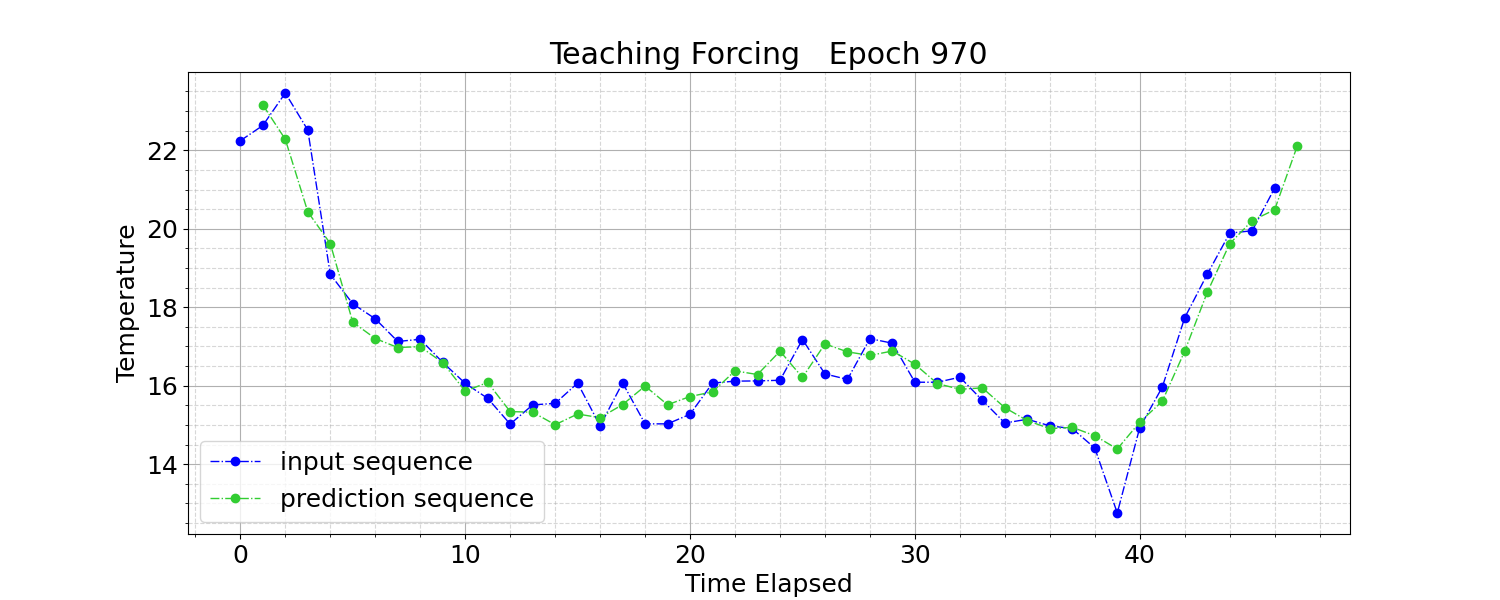 Teaching Forcing   Epoch 970
Temperature
22
20
18
16
14
input sequence
prediction sequence
0 10 20 30 40
Time Elapsed